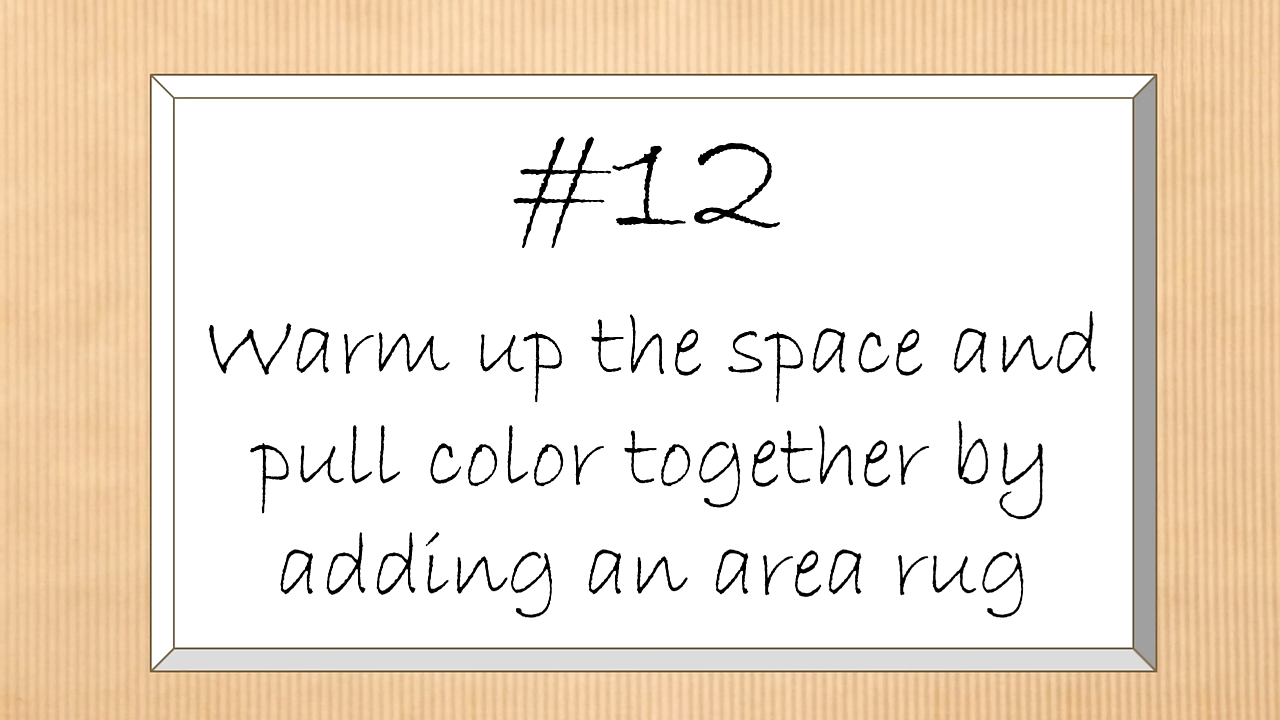 #12
Warm up the space and
pull color together by
adding an area rug